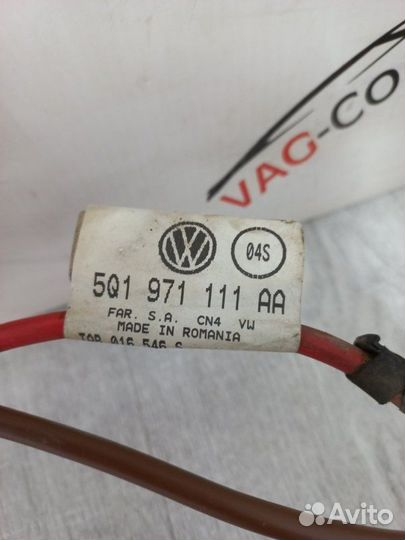 VAG-CO
04S
5Q1 971 111 AA
FAR. S.A. CN4 VW
MADE IN ROMANIA
Avito